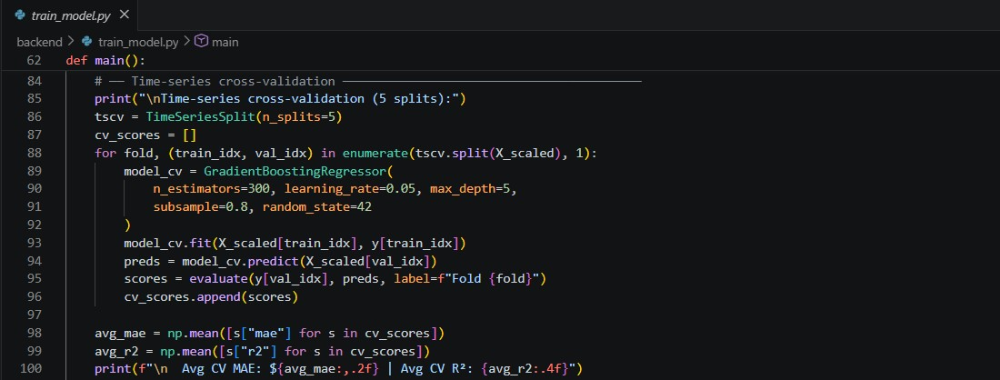 train_model.py ×
backend > train_model.py > main
62 def main():
84     # —— Time-series cross-validation ————————————————————————————————
85     print("\nTime-series cross-validation (5 splits):")
86     tscv = TimeSeriesSplit(n_splits=5)
87     cv_scores = []
88     for fold, (train_idx, val_idx) in enumerate(tscv.split(X_scaled), 1):
89         model_cv = GradientBoostingRegressor(
90             n_estimators=300, learning_rate=0.05, max_depth=5,
91             subsample=0.8, random_state=42
92         )
93         model_cv.fit(X_scaled[train_idx], y[train_idx])
94         preds = model_cv.predict(X_scaled[val_idx])
95         scores = evaluate(y[val_idx], preds, label=f"Fold {fold}")
96         cv_scores.append(scores)
97
98     avg_mae = np.mean([s["mae"] for s in cv_scores])
99     avg_r2 = np.mean([s["r2"] for s in cv_scores])
100     print(f"\n  Avg CV MAE: ${avg_mae:,.2f} | Avg CV R²: {avg_r2:.4f}")